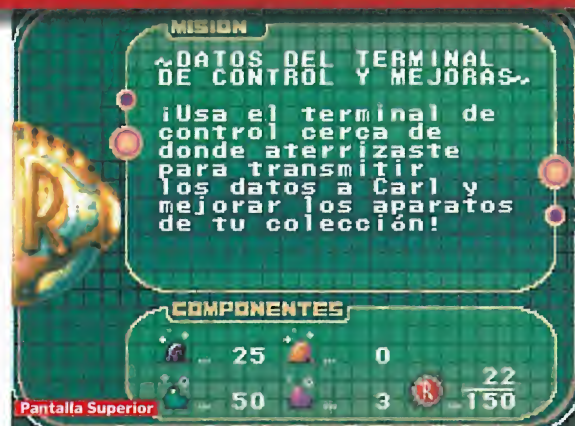 MISION
~DATOS DEL TERMINAL
DE CONTROL Y MEJORAS~
¡Usa el terminal de
control cerca de
donde aterrizaste
para transmitir
los datos a Carl y
mejorar los aparatos
de tu colección!
COMPONENTES
... 25 ... 0
... 50 ... 3 R ... 22
150
R
Pantalla Superior